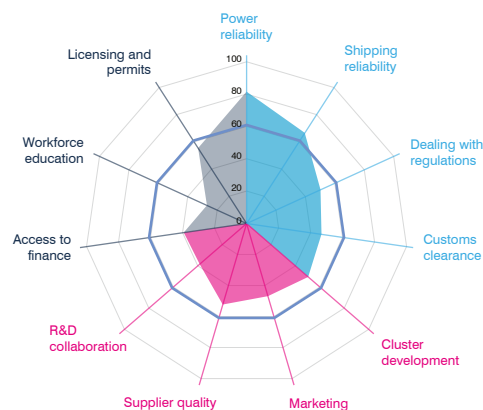 Power
reliability
Licensing and
permits
Shipping
reliability
100
80
60
40
20
0
Workforce
education
Dealing with
regulations
Access to
finance
Customs
clearance
R&D
collaboration
Cluster
development
Supplier quality
Marketing